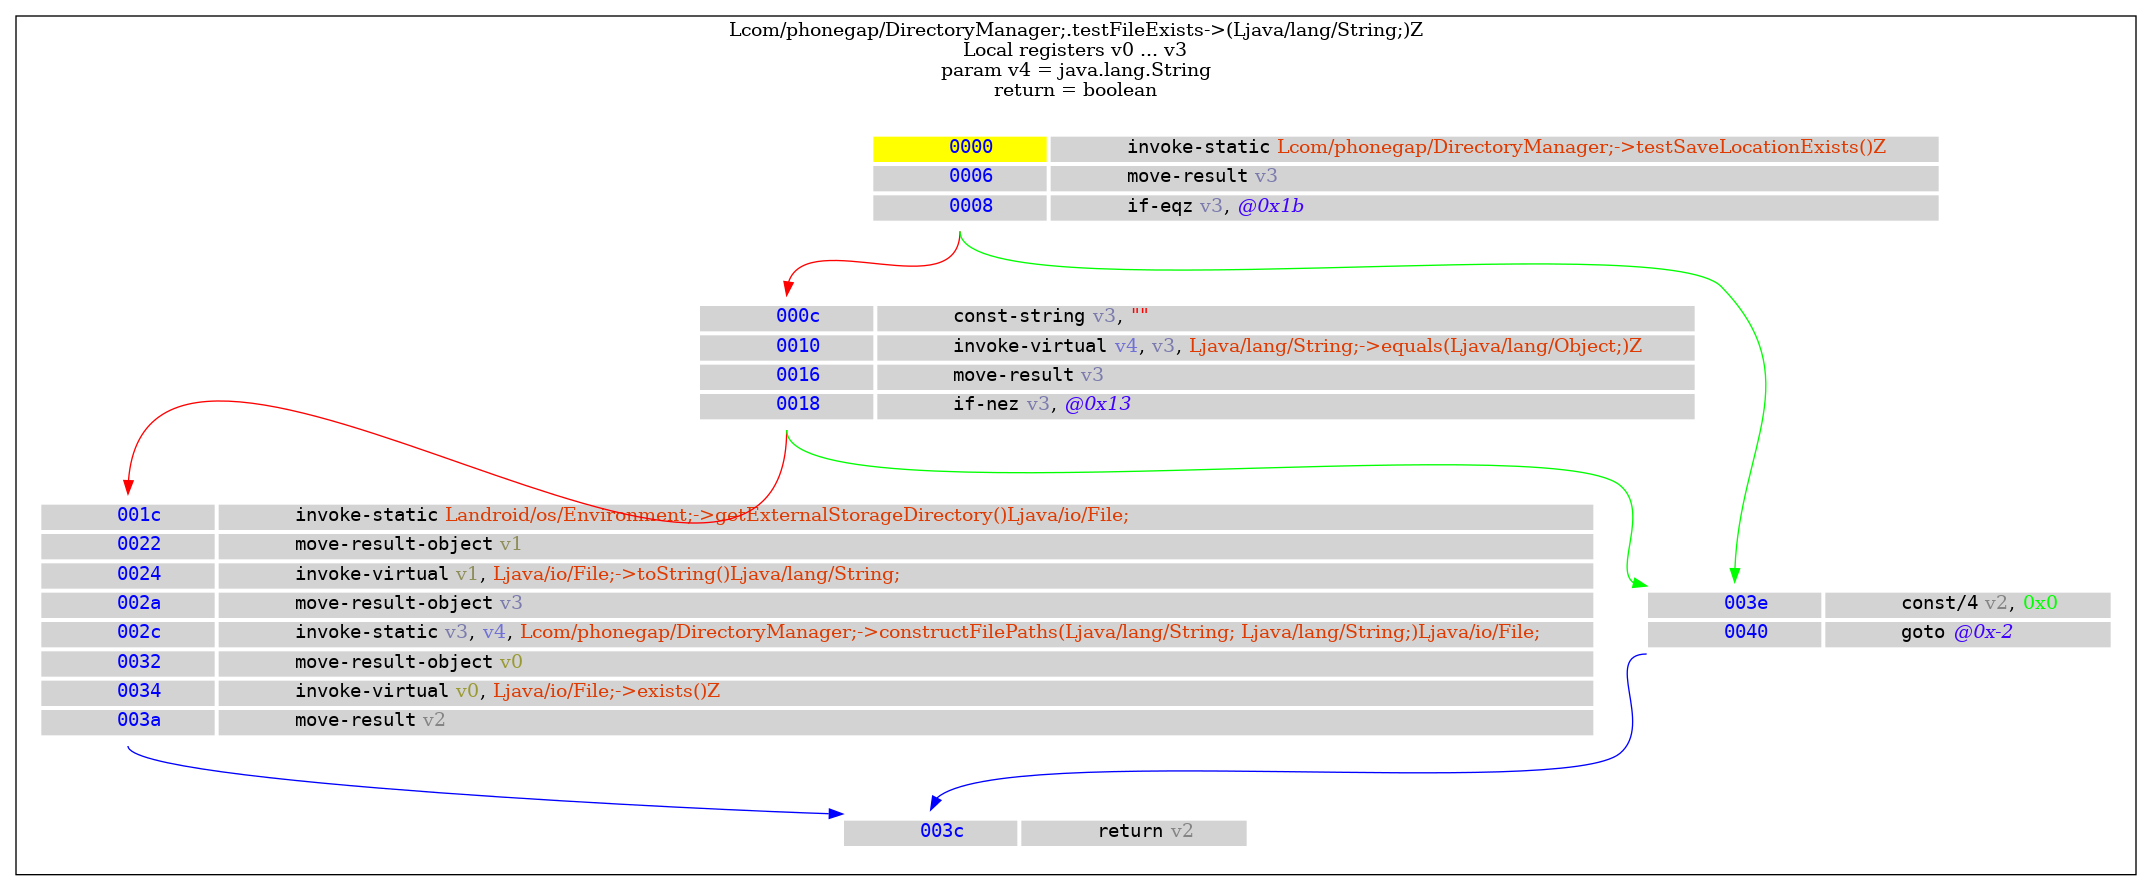 Lcom/phonegap/DirectoryManager;.testFileExists->(Ljava/lang/String;)Z
Local registers v0 ... v3
param v4 = java.lang.String
return = boolean
0000 invoke-static Lcom/phonegap/DirectoryManager;->testSaveLocationExists()Z
0006 move-result v3
0008 if-eqz v3, @0x1b
000c const-string v3, ""
0010 invoke-virtual v4, v3, Ljava/lang/String;->equals(Ljava/lang/Object;)Z
0016 move-result v3
0018 if-nez v3, @0x13
001c invoke-static Landroid/os/Environment;->getExternalStorageDirectory()Ljava/io/File;
0022 move-result-object v1
0024 invoke-virtual v1, Ljava/io/File;->toString()Ljava/lang/String;
002a move-result-object v3
002c invoke-static v3, v4, Lcom/phonegap/DirectoryManager;->constructFilePaths(Ljava/lang/String; Ljava/lang/String;)Ljava/io/File;
0032 move-result-object v0
0034 invoke-virtual v0, Ljava/io/File;->exists()Z
003a move-result v2
003e const/4 v2, 0x0
0040 goto @0x-2
003c return v2